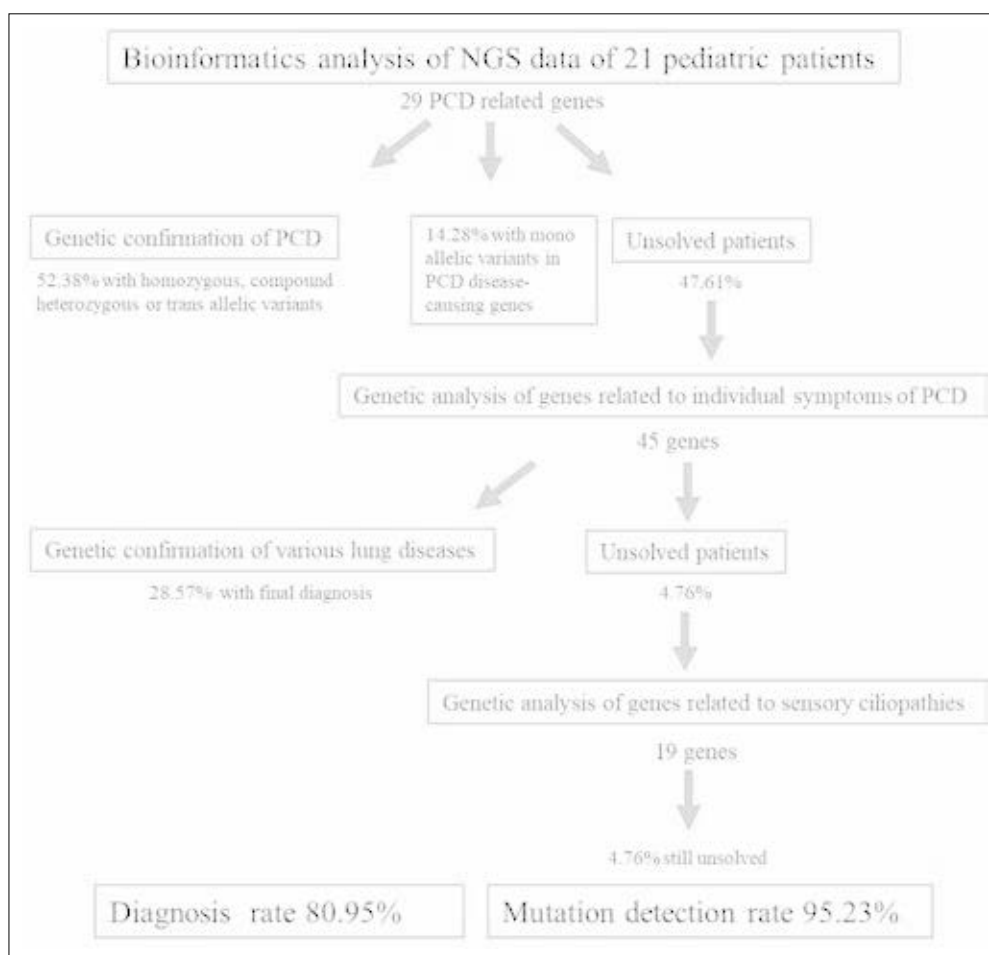 Bioinformatics analysis of NGS data of 21 pediatric patients
29 PCD related genes
Genetic confirmation of PCD
52.38% with homozygous, compound
heterozygous or trans allelic variants
14.28% with mono
allelic variants in
PCD disease-
causing genes
Unsolved patients
47.61%
Genetic analysis of genes related to individual symptoms of PCD
45 genes
Genetic confirmation of various lung diseases
28.57% with final diagnosis
Unsolved patients
4.76%
Genetic analysis of genes related to sensory ciliopathies
19 genes
4.76% still unsolved
Diagnosis rate 80.95%
Mutation detection rate 95.23%